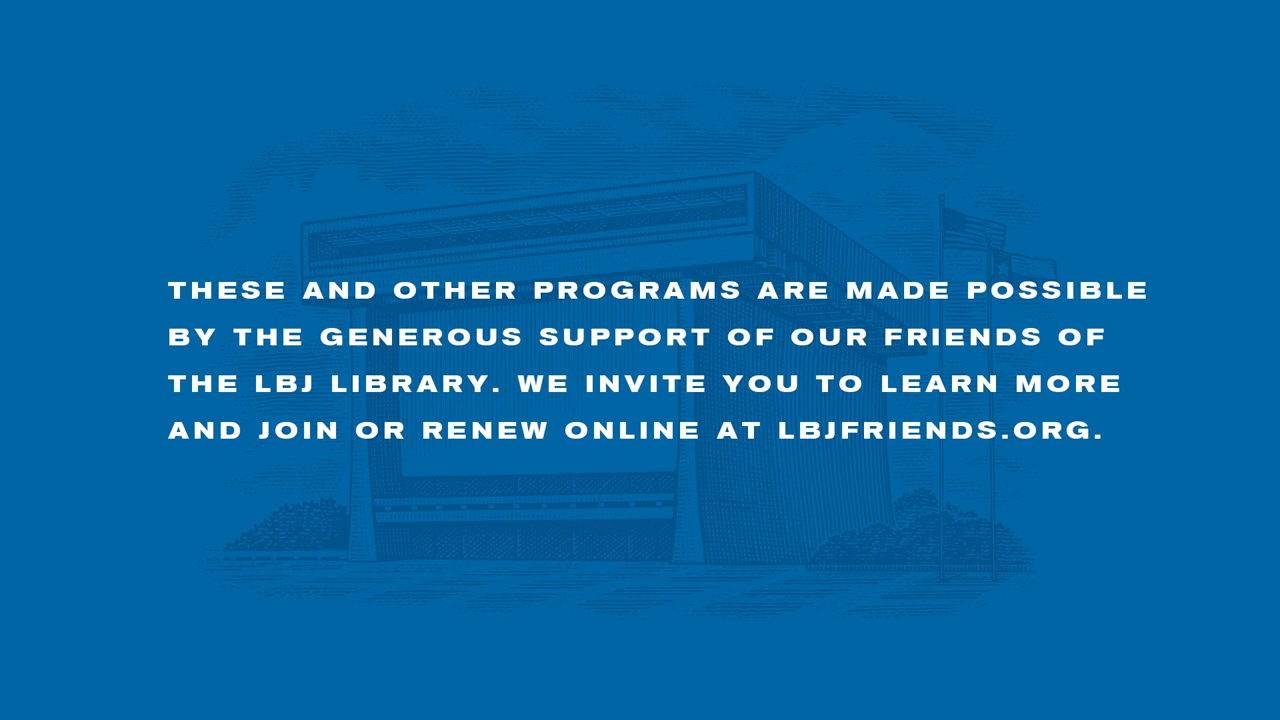 THESE AND OTHER PROGRAMS ARE MADE POSSIBLE
BY THE GENEROUS SUPPORT OF OUR FRIENDS OF
THE LBJ LIBRARY. WE INVITE YOU TO LEARN MORE
AND JOIN OR RENEW ONLINE AT LBJFRIENDS.ORG.